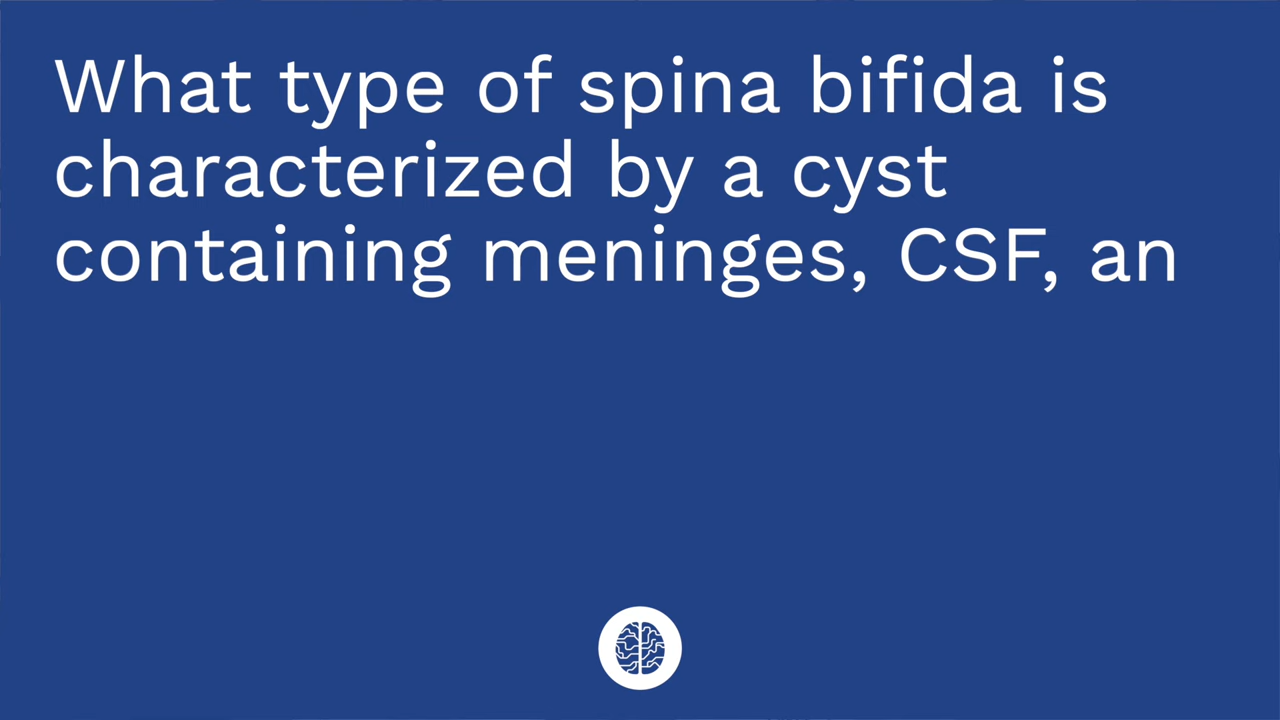 What type of spina bifida is
characterized by a cyst
containing meninges, CSF, an